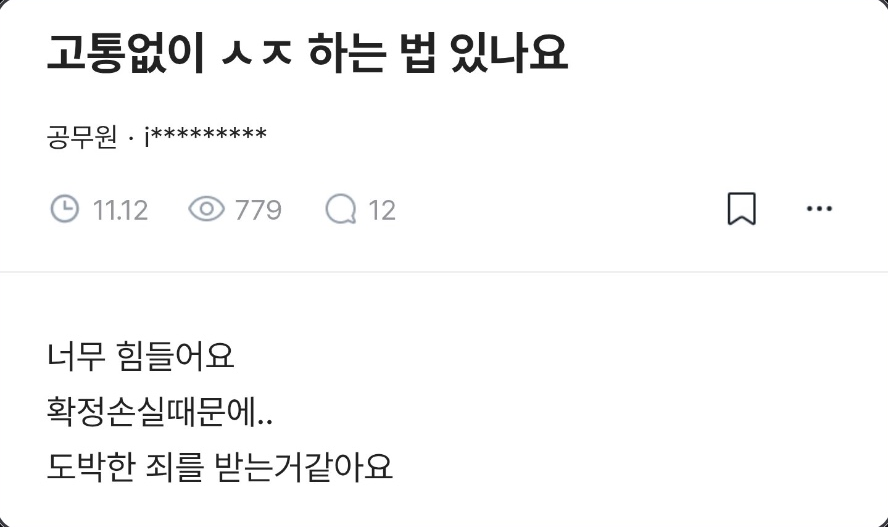 고통없이 ㅅㅈ 하는 법 있나요
공무원 · i*********
11.12 779 12
너무 힘들어요
확정손실때문에..
도박한 죄를 받는거같아요